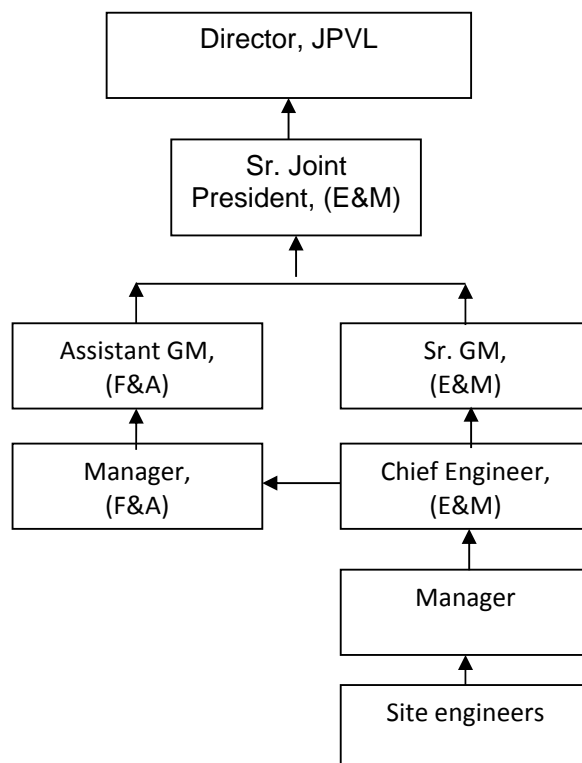 Director, JPVL
Sr. Joint
President, (E&M)
Assistant GM,
(F&A)
Sr. GM,
(E&M)
Manager,
(F&A)
Chief Engineer,
(E&M)
Manager
Site engineers